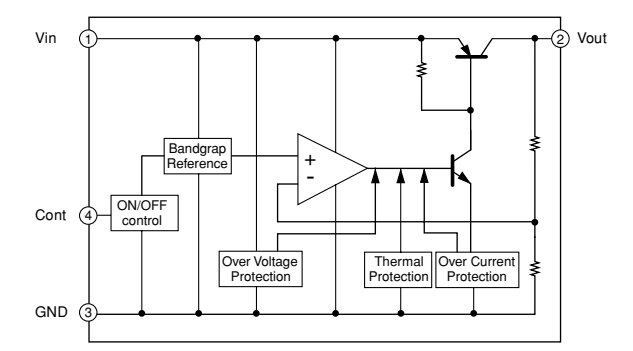 Vin 1
2 Vout
Bandgrap
Reference
+
-
ON/OFF
control
Cont 4
Over Voltage
Protection
Thermal
Protection
Over Current
Protection
GND 3